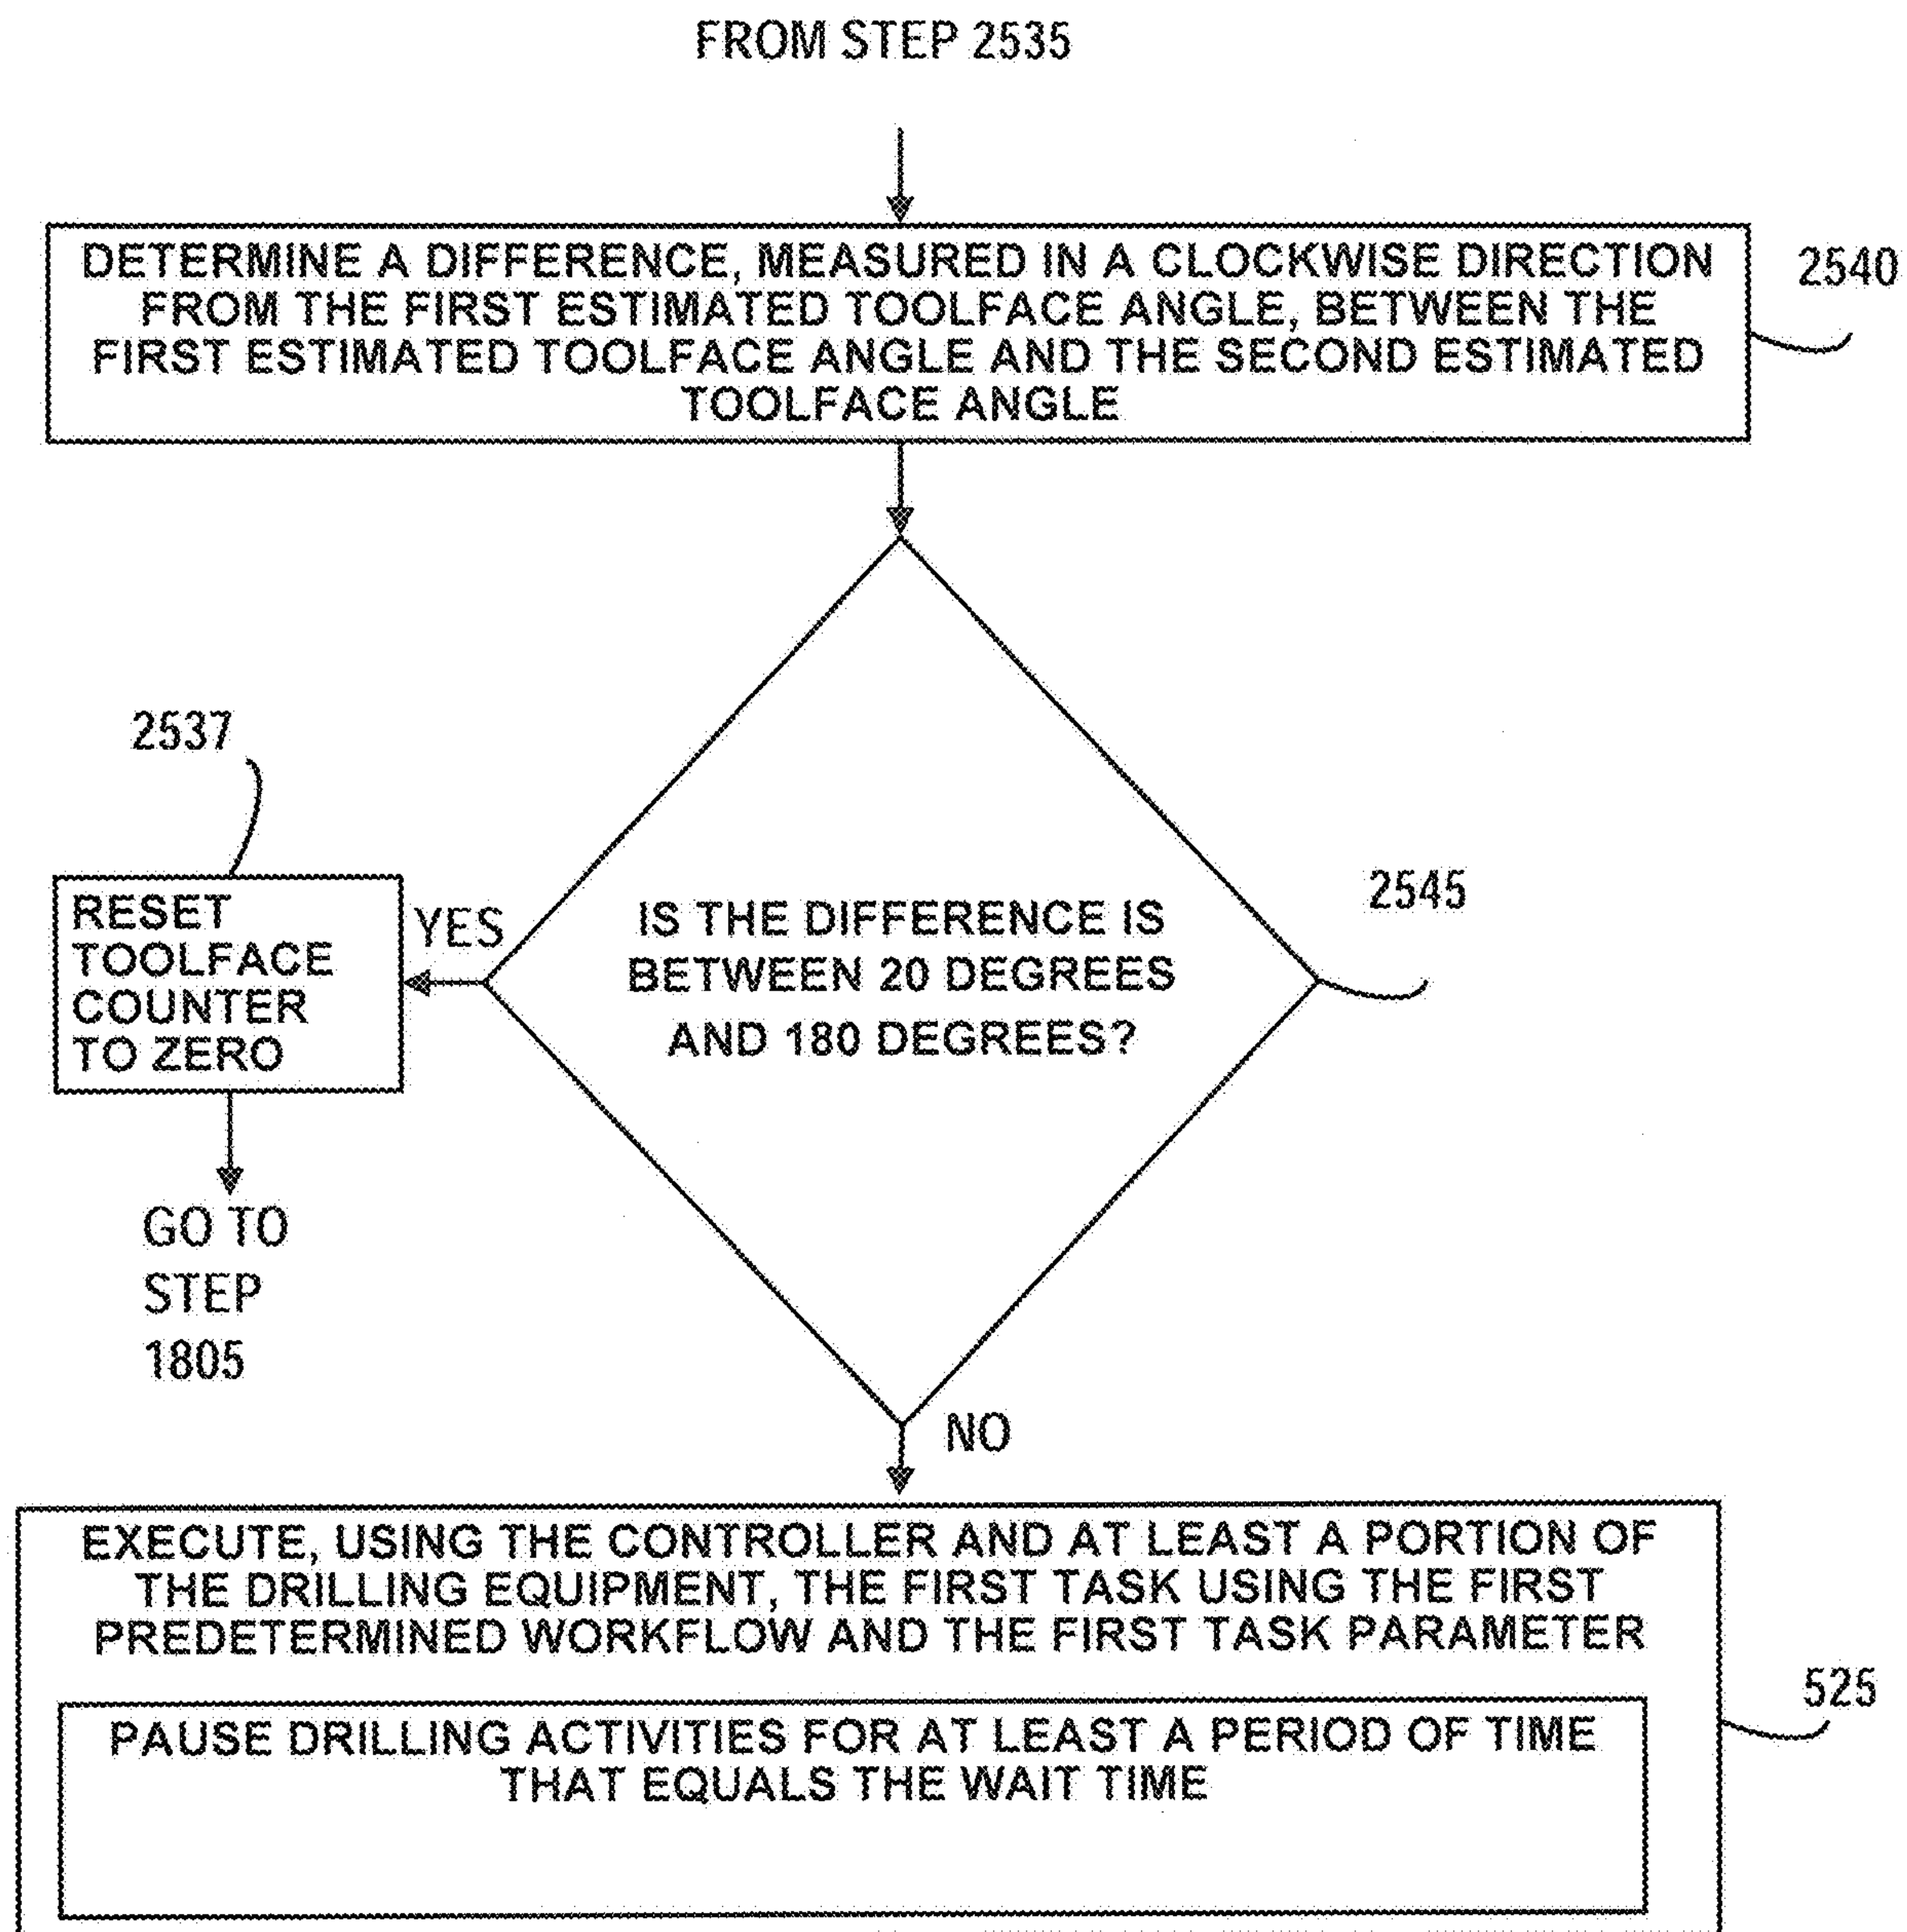 FROM STEP 2535
DETERMINE A DIFFERENCE, MEASURED IN A CLOCKWISE DIRECTION
FROM THE FIRST ESTIMATED TOOLFACE ANGLE, BETWEEN THE
FIRST ESTIMATED TOOLFACE ANGLE AND THE SECOND ESTIMATED
TOOLFACE ANGLE
2540
2537
RESET
TOOLFACE
COUNTER
TO ZERO
YES
IS THE DIFFERENCE IS
BETWEEN 20 DEGREES
AND 180 DEGREES?
2545
GO TO
STEP
1805
NO
EXECUTE, USING THE CONTROLLER AND AT LEAST A PORTION OF
THE DRILLING EQUIPMENT, THE FIRST TASK USING THE FIRST
PREDETERMINED WORKFLOW AND THE FIRST TASK PARAMETER
525
PAUSE DRILLING ACTIVITIES FOR AT LEAST A PERIOD OF TIME
THAT EQUALS THE WAIT TIME